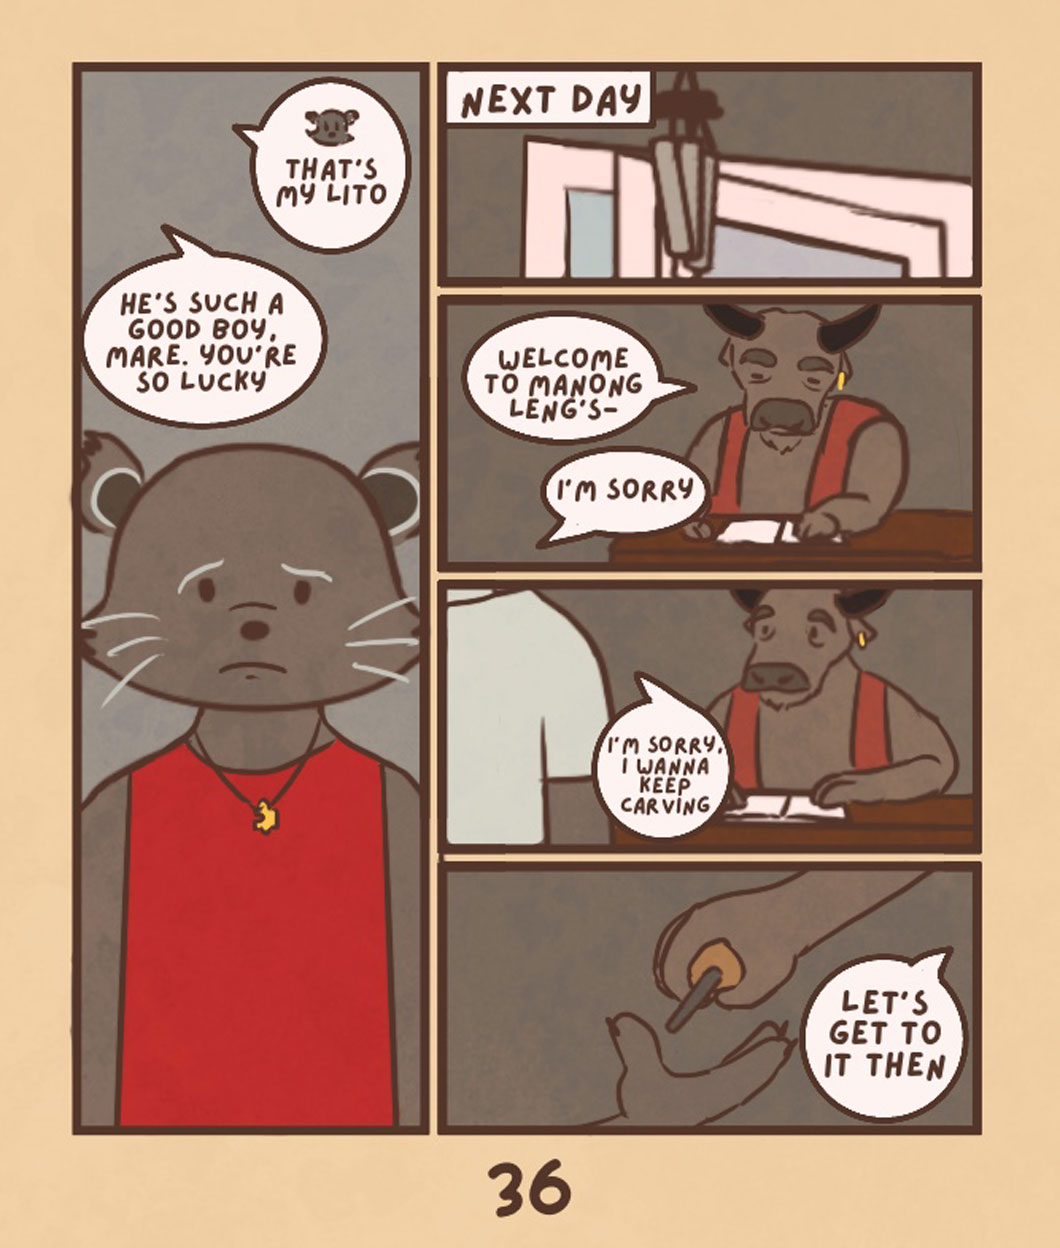 THAT'S
MY LITO
HE'S SUCH A
GOOD BOY,
MARE. YOU'RE
SO LUCKY
NEXT DAY
WELCOME
TO MANONG
LENG'S-
I'M SORRY
I'M SORRY,
I WANNA
KEEP
CARVING
LET'S
GET TO
IT THEN
36